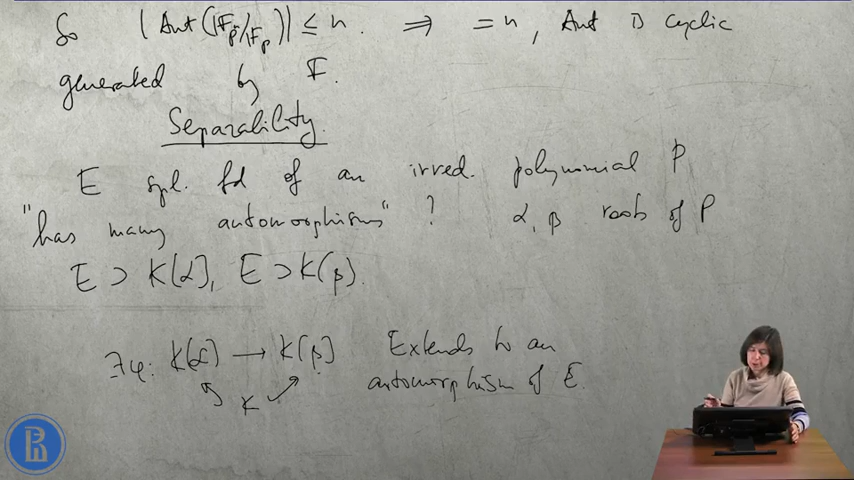 So |Aut(𝔽_pⁿ/𝔽_p)| ≤ n. ⇒ = n, Aut is cyclic
generated by F.
Separability.
E spl. fd of an irred. polynomial P
"has many automorphisms" ? α, β roots of P
E ⊃ K(α), E ⊃ K(β).
∃φ: K(α) → K(β) Extends to an
K automorphism of E.